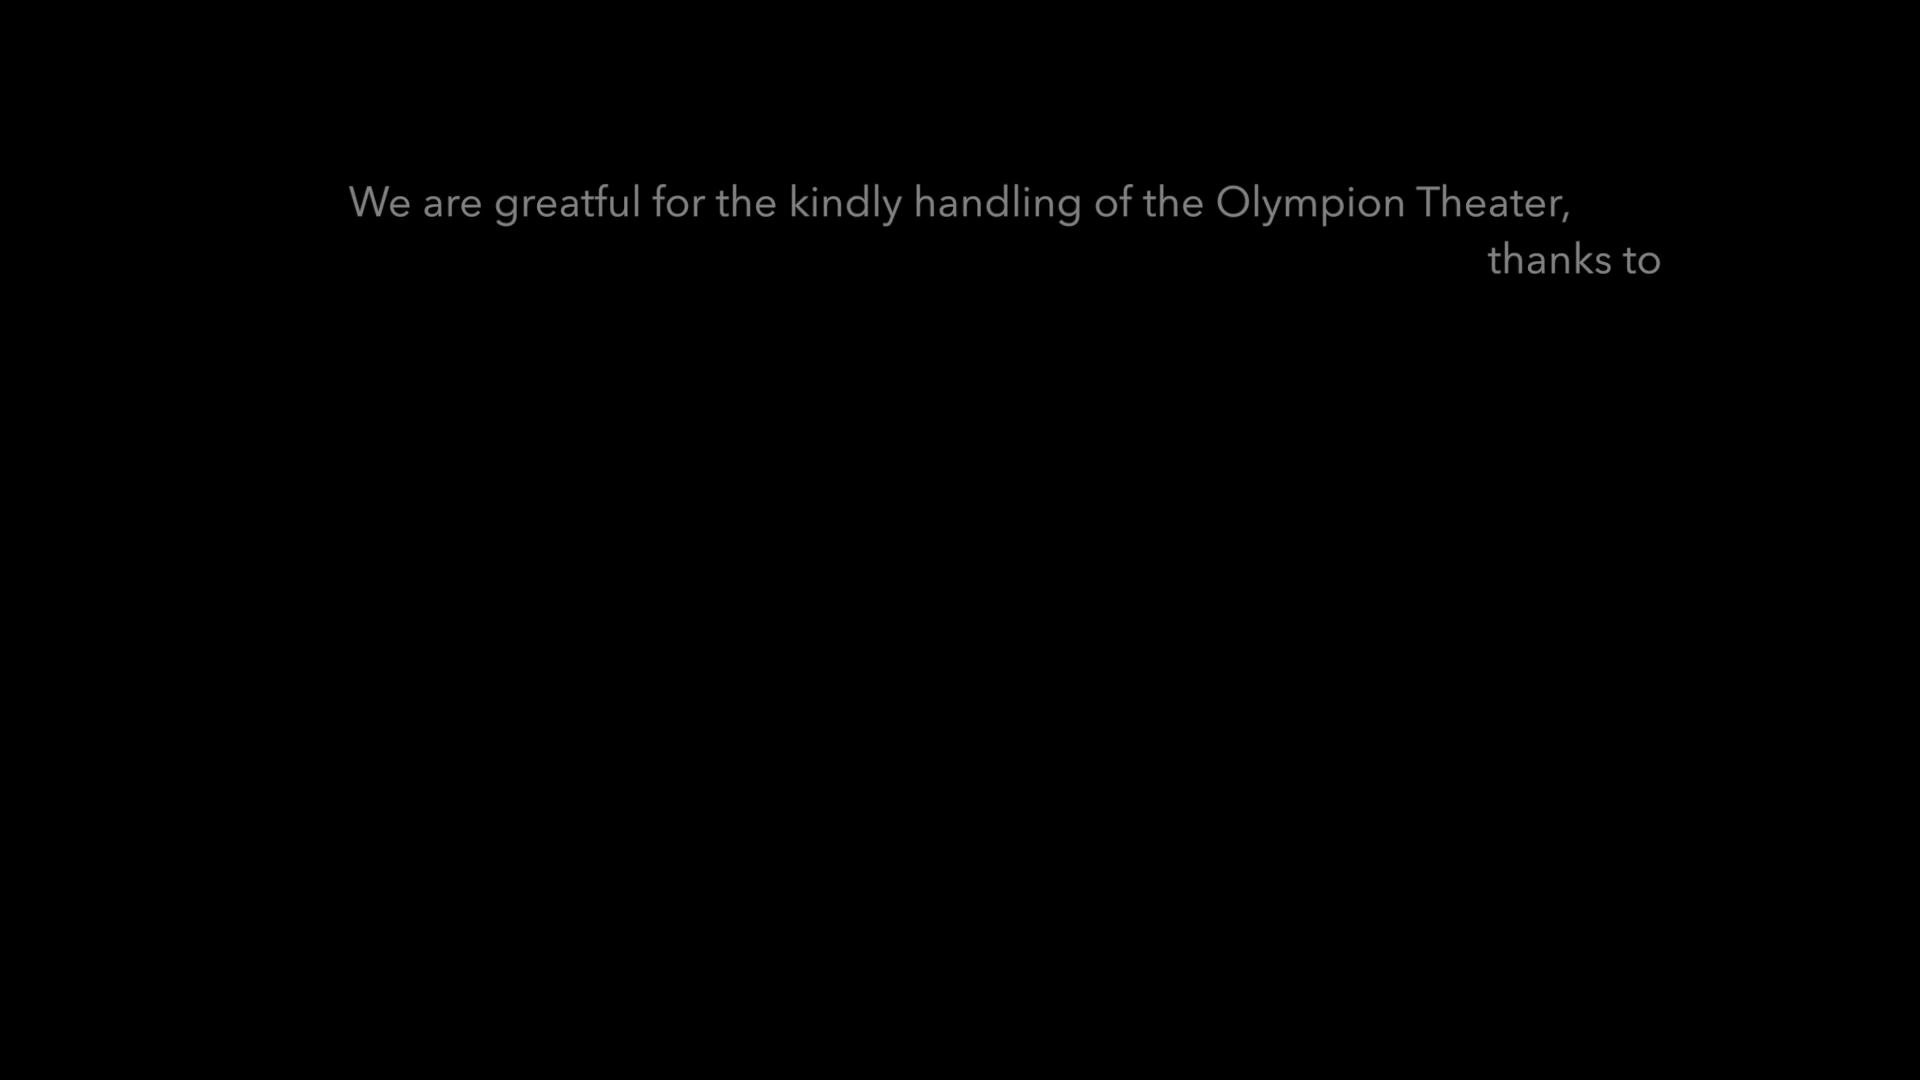 We are greatful for the kindly handling of the Olympion Theater,
thanks to